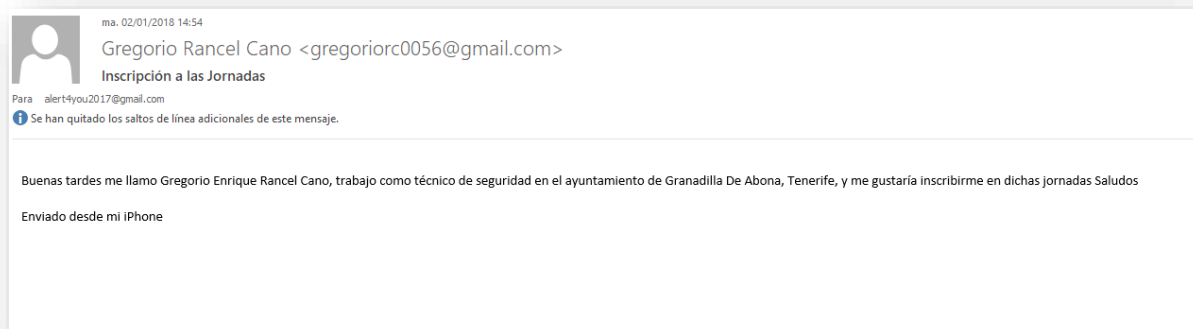 ma. 02/01/2018 14:54
Gregorio Rancel Cano <gregoriorc0056@gmail.com>
Inscripción a las Jornadas
Para alert4you2017@gmail.com
Se han quitado los saltos de línea adicionales de este mensaje.
Buenas tardes me llamo Gregorio Enrique Rancel Cano, trabajo como técnico de seguridad en el ayuntamiento de Granadilla De Abona, Tenerife, y me gustaría inscribirme en dichas jornadas Saludos
Enviado desde mi iPhone